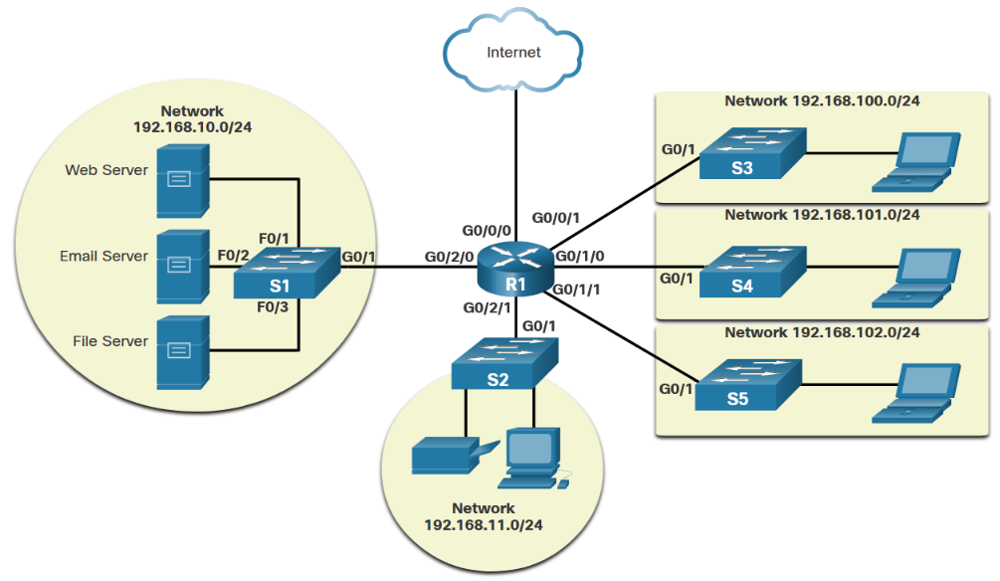 Internet
Network
192.168.10.0/24
Web Server
Email Server
File Server
F0/1
F0/2
F0/3
S1
G0/1
G0/2/0
G0/0/0
G0/0/1
G0/1/0
G0/1/1
G0/2/1
R1
G0/1
S2
Network
192.168.11.0/24
Network 192.168.100.0/24
G0/1
S3
Network 192.168.101.0/24
G0/1
S4
Network 192.168.102.0/24
G0/1
S5